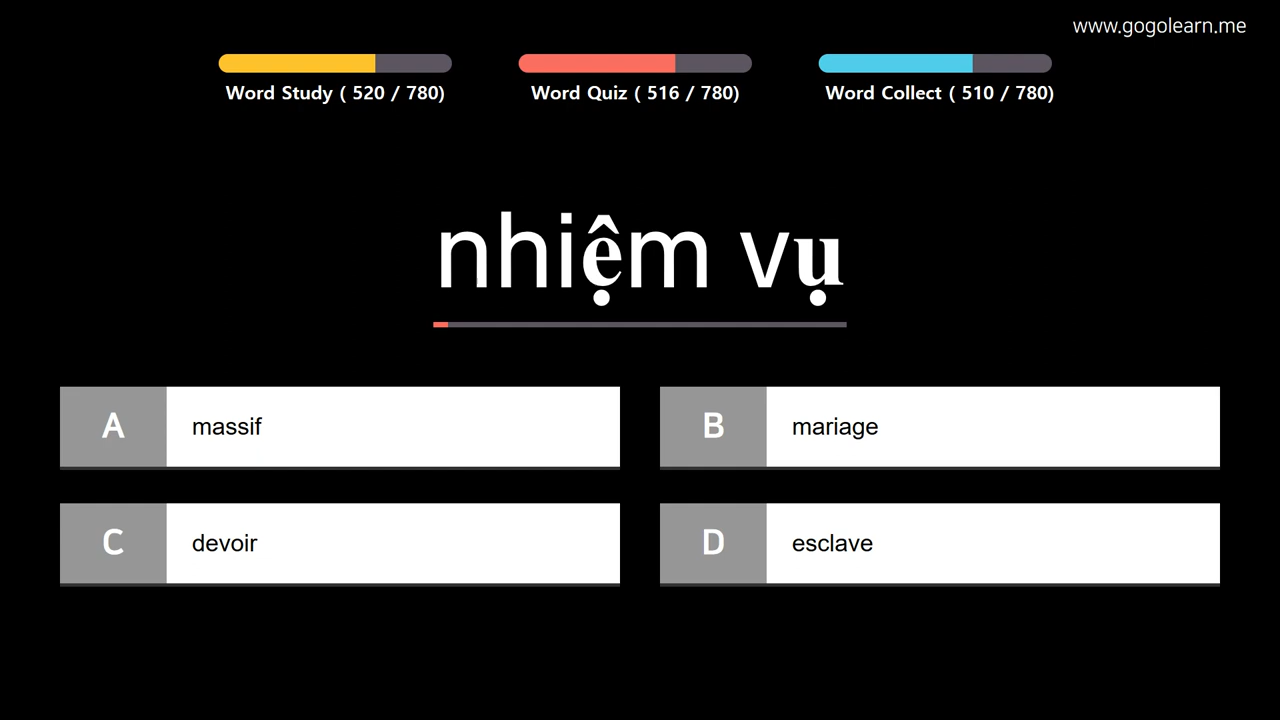 www.gogolearn.me
Word Study ( 520 / 780)
Word Quiz ( 516 / 780)
Word Collect ( 510 / 780)
nhiệm vụ
A massif
B mariage
C devoir
D esclave